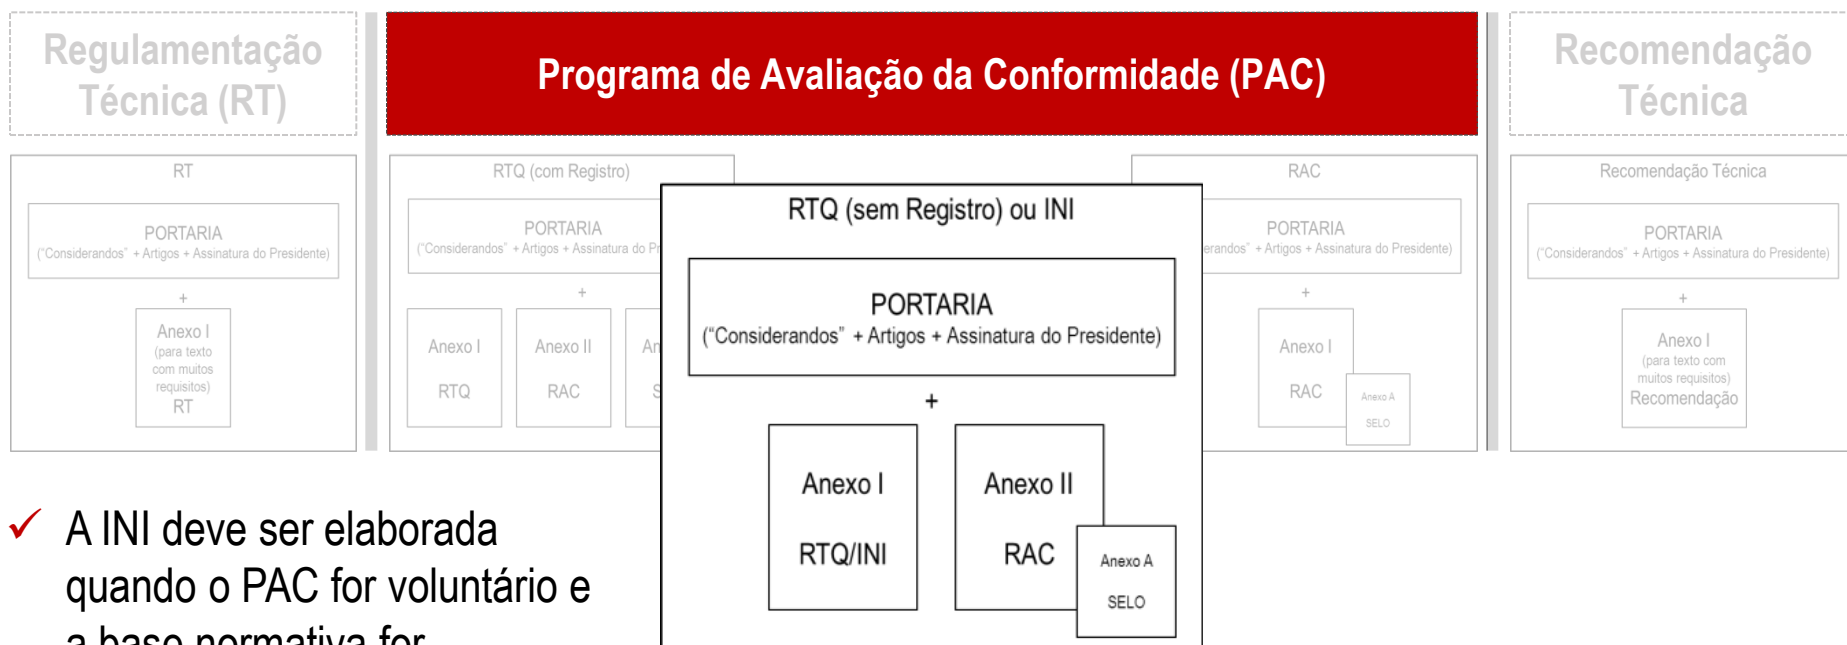 Regulamentação
Técnica (RT)
Programa de Avaliação da Conformidade (PAC)
Recomendação
Técnica
RT
PORTARIA
(“Considerandos” + Artigos + Assinatura do Presidente)
+
Anexo I
(para texto
com muitos
requisitos)
RT
RTQ (com Registro)
PORTARIA
(“Considerandos” + Artigos + Assinatura do
+
Anexo I
RTQ
Anexo II
RAC
RTQ (sem Registro) ou INI
PORTARIA
(“Considerandos” + Artigos + Assinatura do Presidente)
+
Anexo I
RTQ/INI
Anexo II
RAC
Anexo A
SELO
RAC
PORTARIA
+ Artigos + Assinatura do Presidente)
+
Anexo I
RAC
Anexo A
SELO
Recomendação Técnica
PORTARIA
(“Considerandos” + Artigos + Assinatura do Presidente)
+
Anexo I
(para texto com
muitos requisitos)
Recomendação
✓ A INI deve ser elaborada
quando o PAC for voluntário e
a base normativa for